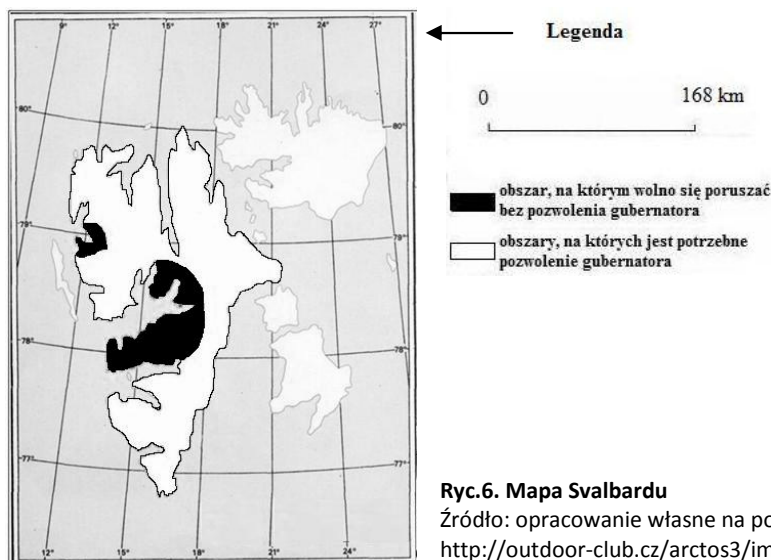 9° 12° 15° 18° 21° 24° 27°
Legenda
0 168 km
80° 80°
obszar, na którym wolno się poruszać
bez pozwolenia gubernatora
79° 79°
obszary, na których jest potrzebne
pozwolenie gubernatora
78° 78°
77° 77°
12° 15° 18° 21° 24°
Ryc.6. Mapa Svalbardu
Źródło: opracowanie własne na po
http://outdoor-club.cz/arctos3/im